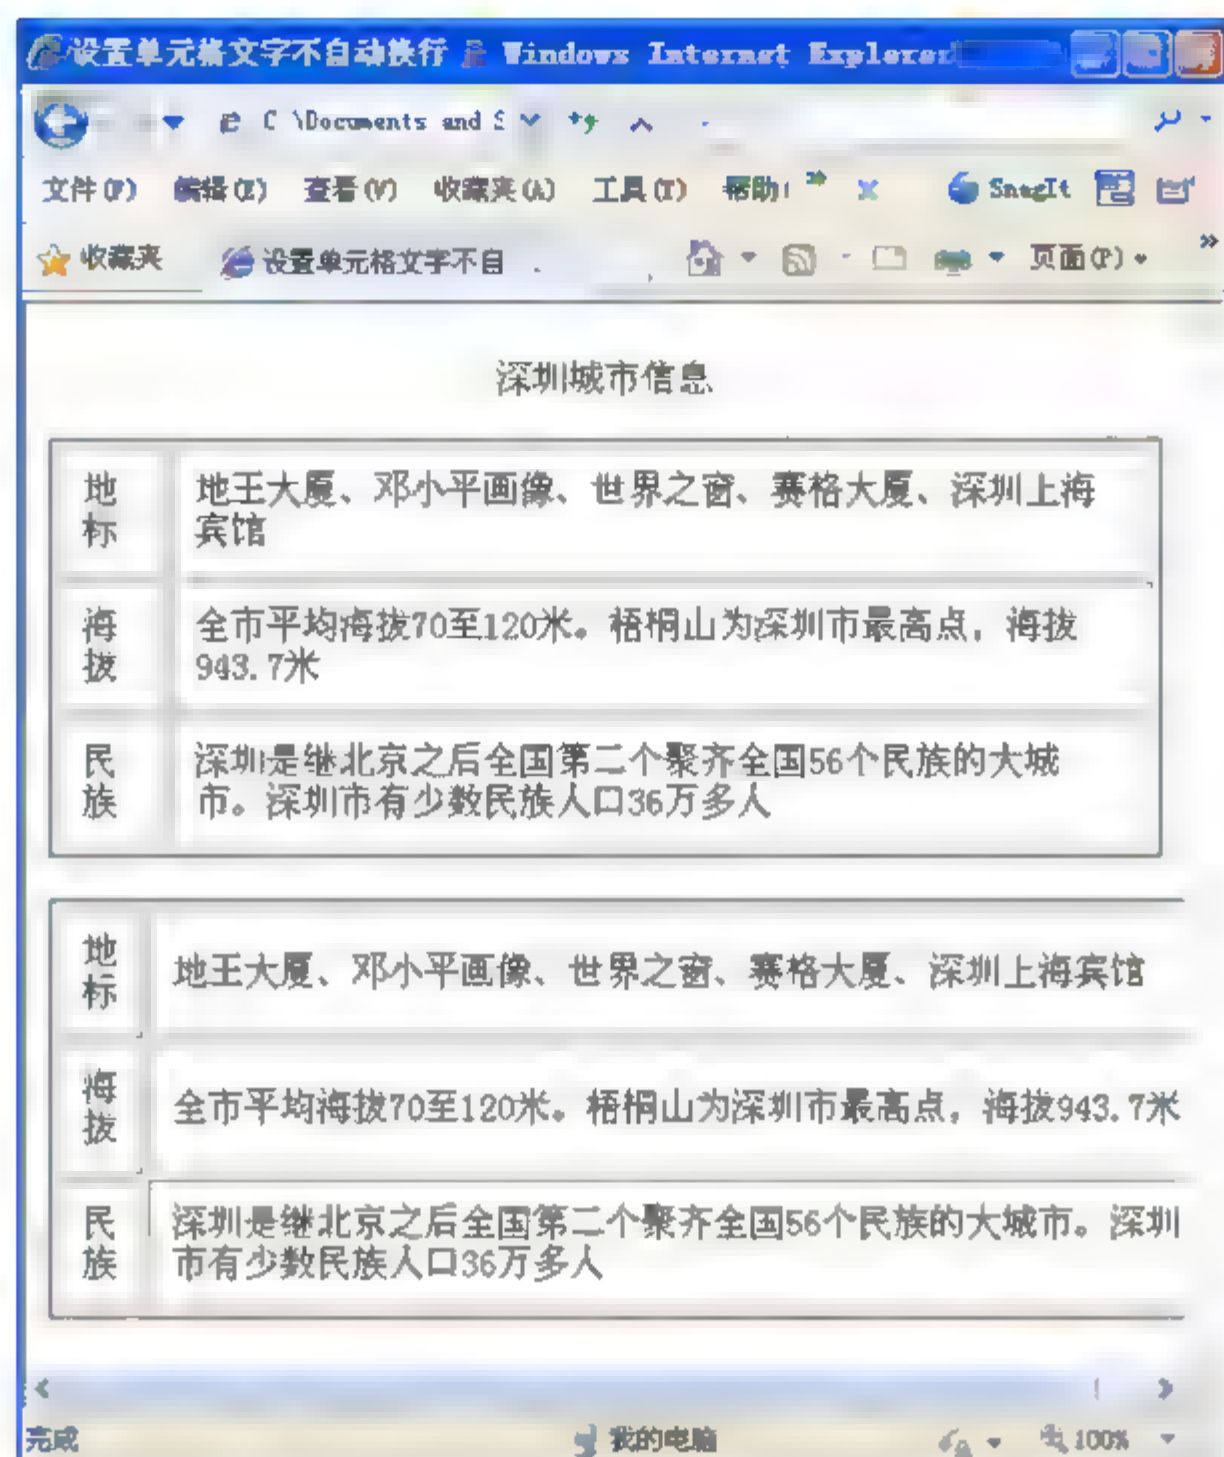 设置单元格文字不自动换行 Windows Internet Explorer
C \Documents and S
文件(F) 编辑(E) 查看(V) 收藏夹(A) 工具(T) 帮助( SnagIt
收藏夹 设置单元格文字不自 页面(P)
深圳城市信息
地
标
地王大厦、邓小平画像、世界之窗、赛格大厦、深圳上海
宾馆
海
拔
全市平均海拔70至120米。梧桐山为深圳市最高点，海拔
943.7米
民
族
深圳是继北京之后全国第二个聚齐全国56个民族的大城
市。深圳市有少数民族人口36万多人
地
标
地王大厦、邓小平画像、世界之窗、赛格大厦、深圳上海宾馆
海
拔
全市平均海拔70至120米。梧桐山为深圳市最高点，海拔943.7米
民
族
深圳是继北京之后全国第二个聚齐全国56个民族的大城市。深圳
市有少数民族人口36万多人
完成 我的电脑 100%